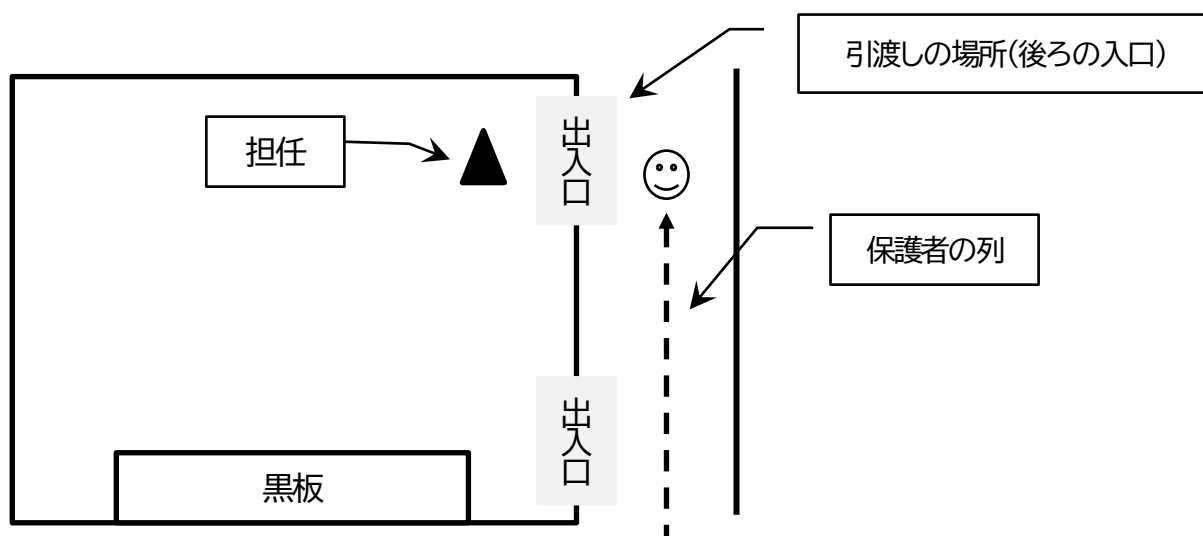 引渡しの場所(後ろの入口)
担任
出入口
保護者の列
出入口
黒板